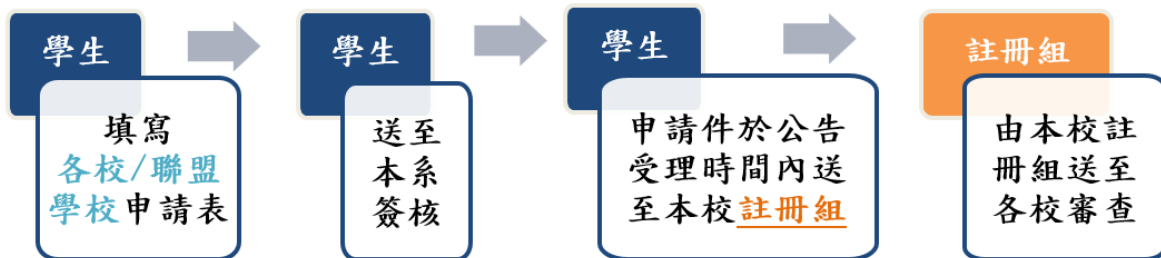 學生
填寫
各校/聯盟
學校申請表
學生
送至
本系
簽核
學生
申請件於公告
受理時間內送
至本校註冊組
註冊組
由本校註
冊組送至
各校審查